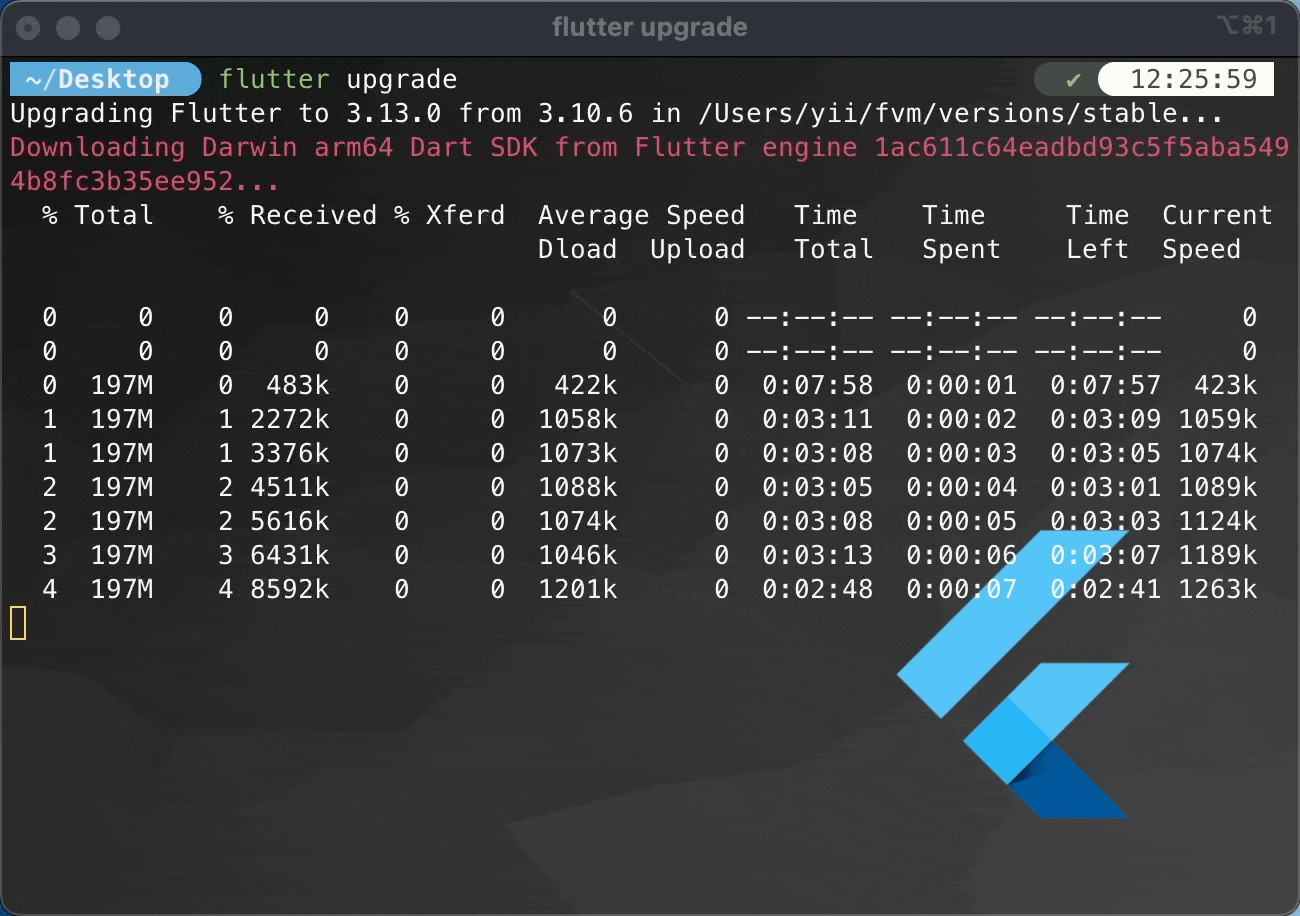 flutter upgrade ⌥⌘1
~/Desktop flutter upgrade ✔ 12:25:59
Upgrading Flutter to 3.13.0 from 3.10.6 in /Users/yii/fvm/versions/stable...
Downloading Darwin arm64 Dart SDK from Flutter engine 1ac611c64eadbd93c5f5aba549
4b8fc3b35ee952...
% Total % Received % Xferd Average Speed Time Time Time Current
Dload Upload Total Spent Left Speed
0 0 0 0 0 0 0 0 --:--:-- --:--:-- --:--:-- 0
0 0 0 0 0 0 0 0 --:--:-- --:--:-- --:--:-- 0
0 197M 0 483k 0 0 422k 0 0:07:58 0:00:01 0:07:57 423k
1 197M 1 2272k 0 0 1058k 0 0:03:11 0:00:02 0:03:09 1059k
1 197M 1 3376k 0 0 1073k 0 0:03:08 0:00:03 0:03:05 1074k
2 197M 2 4511k 0 0 1088k 0 0:03:05 0:00:04 0:03:01 1089k
2 197M 2 5616k 0 0 1074k 0 0:03:08 0:00:05 0:03:03 1124k
3 197M 3 6431k 0 0 1046k 0 0:03:13 0:00:06 0:03:07 1189k
4 197M 4 8592k 0 0 1201k 0 0:02:48 0:00:07 0:02:41 1263k